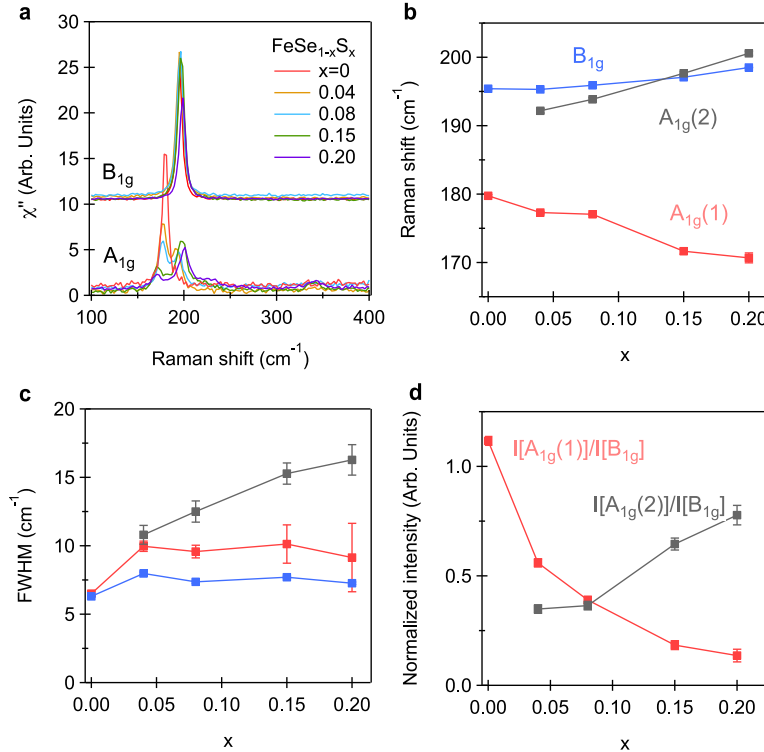 a
χ'' (Arb. Units)
30
25
20
15
10
5
0
FeSe1-xSx
x=0
0.04
0.08
0.15
0.20
B1g
A1g
100
200
300
400
Raman shift (cm-1)
b
Raman shift (cm-1)
200
190
180
170
B1g
A1g(2)
A1g(1)
0.00
0.05
0.10
0.15
0.20
x
c
FWHM (cm-1)
20
15
10
5
0
0.00
0.05
0.10
0.15
0.20
x
d
Normalized intensity (Arb. Units)
1.0
0.5
0.0
I[A1g(1)]/I[B1g]
I[A1g(2)]/I[B1g]
0.00
0.05
0.10
0.15
0.20
x